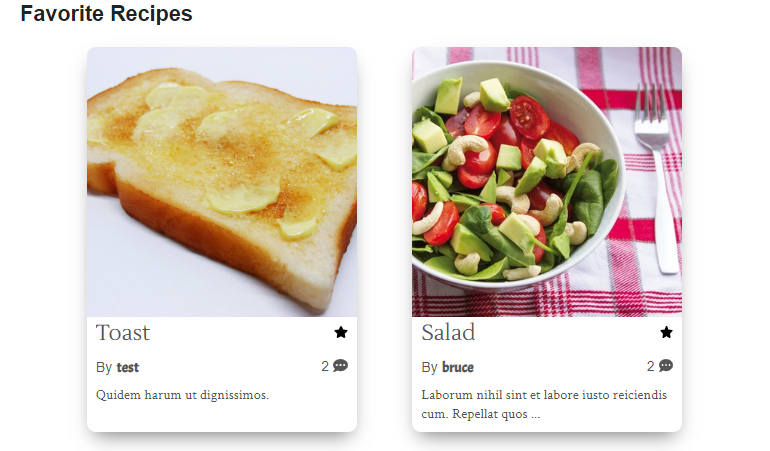 Favorite Recipes
Toast
By test
2
Quidem harum ut dignissimos.
Salad
By bruce
2
Laborum nihil sint et labore iusto reiciendis
cum. Repellat quos ...